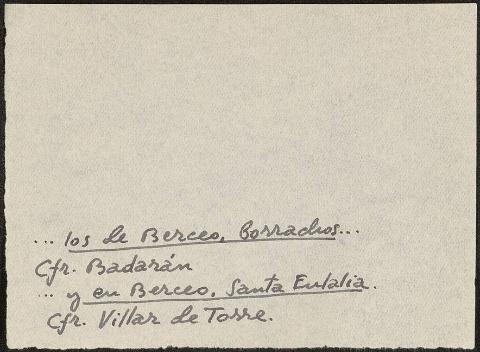 ... los de Berceo, borrachos...
Cfr. Badarán
... y en Berceo, Santa Eulalia.
Cfr. Villar de Torre.